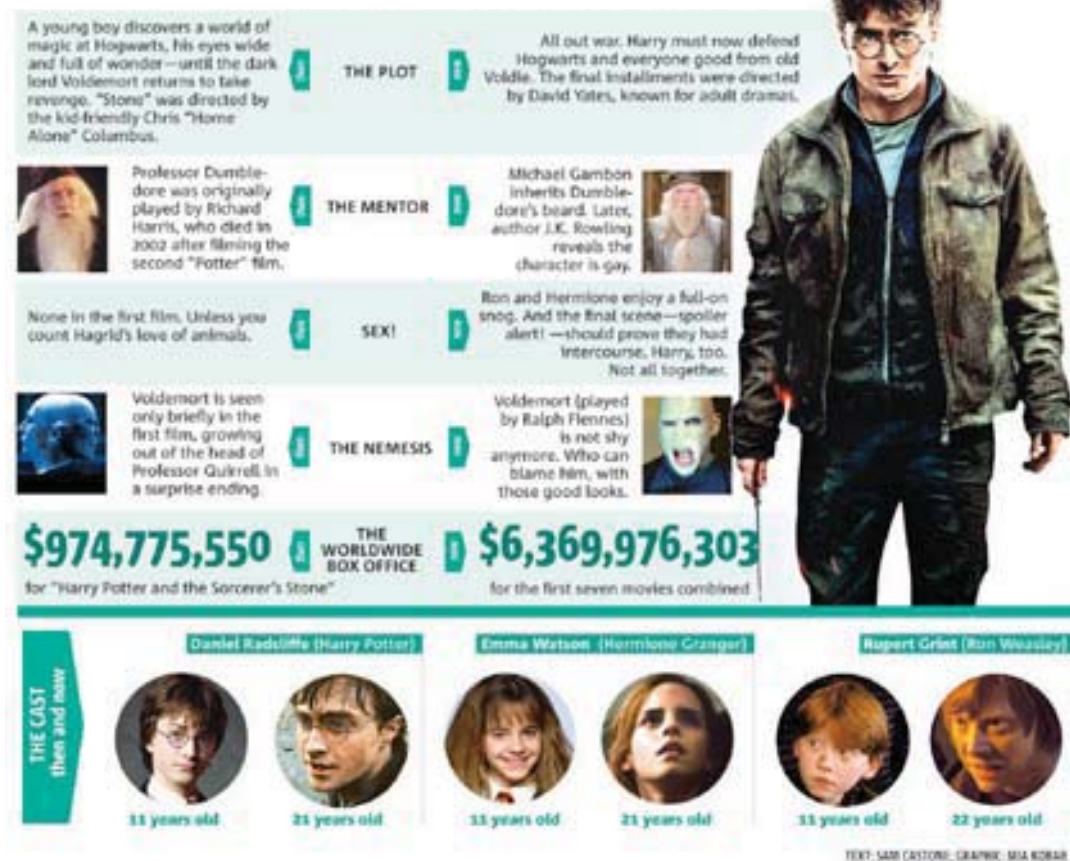 A young boy discovers a world of
magic at Hogwarts, his eyes wide
and full of wonder—until the dark
lord Voldemort returns to take
revenge. "Stone" was directed by
the kid-friendly Chris "Home
Alone" Columbus.
THE PLOT
All out war. Harry must now defend
Hogwarts and everyone good from old
Voldie. The final installments were directed
by David Yates, known for adult dramas.
Professor Dumble-
dore was originally
played by Richard
Harris, who died in
2002 after filming the
second "Potter" film.
THE MENTOR
Michael Gambon
inherits Dumble-
dore's beard. Later,
author J.K. Rowling
reveals the
character is gay.
None in the first film. Unless you
count Hagrid's love of animals.
SEX!
Ron and Hermione enjoy a full-on
snog. And the final scene—spoiler
alert! —should prove they had
intercourse. Harry, too.
Not all together.
Voldemort is seen
only briefly in the
first film, growing
out of the head of
Professor Quirrell in
a surprise ending.
THE NEMESIS
Voldemort (played
by Ralph Fiennes)
is not shy
anymore. Who can
blame him, with
those good looks.
$974,775,550
for "Harry Potter and the Sorcerer's Stone"
THE
WORLDWIDE
BOX OFFICE
$6,369,976,303
for the first seven movies combined
THE CAST
then and now
Daniel Radcliffe (Harry Potter)
11 years old
21 years old
Emma Watson (Hermione Granger)
11 years old
21 years old
Rupert Grint (Ron Weasley)
11 years old
22 years old
TEXT: SAM CASTONE; GRAPHIC: MIA